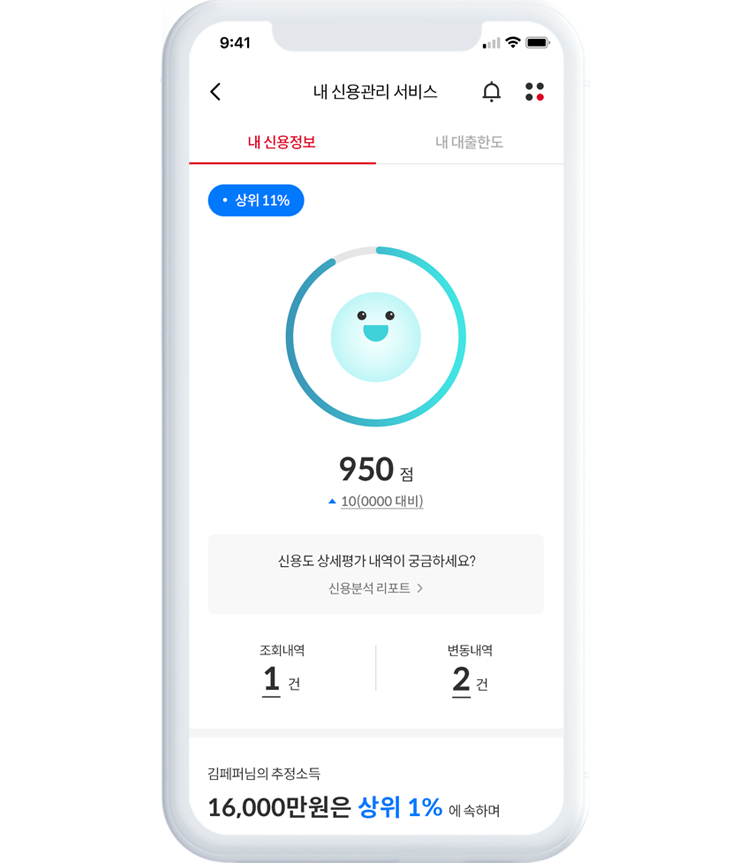 9:41
내 신용관리 서비스
내 신용정보 내 대출한도
상위 11%
950 점
10(0000 대비)
신용도 상세평가 내역이 궁금하세요?
신용분석 리포트 >
조회내역 변동내역
1 건 2 건
김페퍼님의 추정소득
16,000만원은 상위 1% 에 속하며